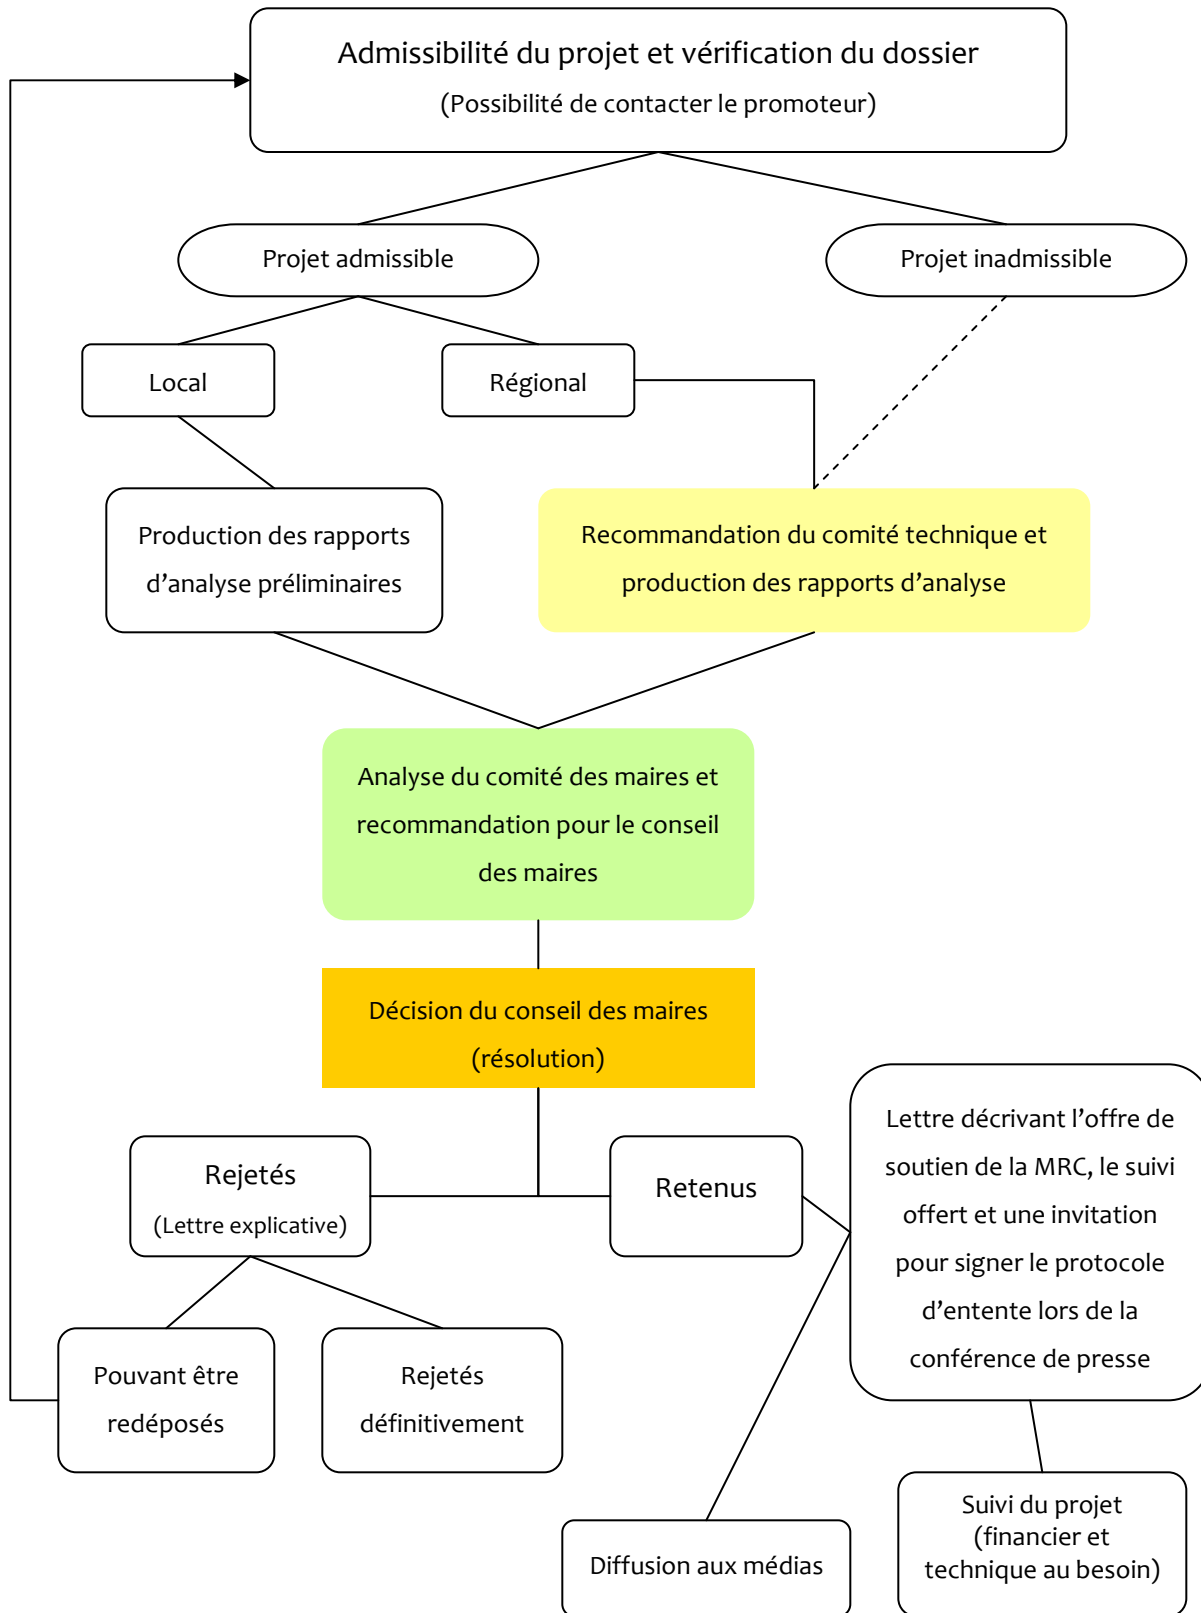 Admissibilité du projet et vérification du dossier
(Possibilité de contacter le promoteur)
Projet admissible
Projet inadmissible
Local
Régional
Production des rapports
d’analyse préliminaires
Recommandation du comité technique et
production des rapports d’analyse
Analyse du comité des maires et
recommandation pour le conseil
des maires
Décision du conseil des maires
(résolution)
Rejetés
(Lettre explicative)
Retenus
Lettre décrivant l’offre de
soutien de la MRC, le suivi
offert et une invitation
pour signer le protocole
d’entente lors de la
conférence de presse
Pouvant être
redéposés
Rejetés
définitivement
Diffusion aux médias
Suivi du projet
(financier et
technique au besoin)